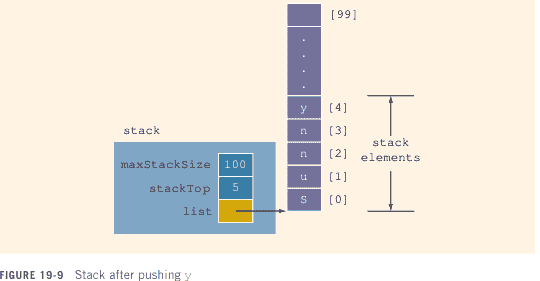 [99]
.
.
.
.
y [4]
n [3]
n [2]
u [1]
S [0]
stack
elements
stack
maxStackSize 100
stackTop 5
list
FIGURE 19-9 Stack after pushing y